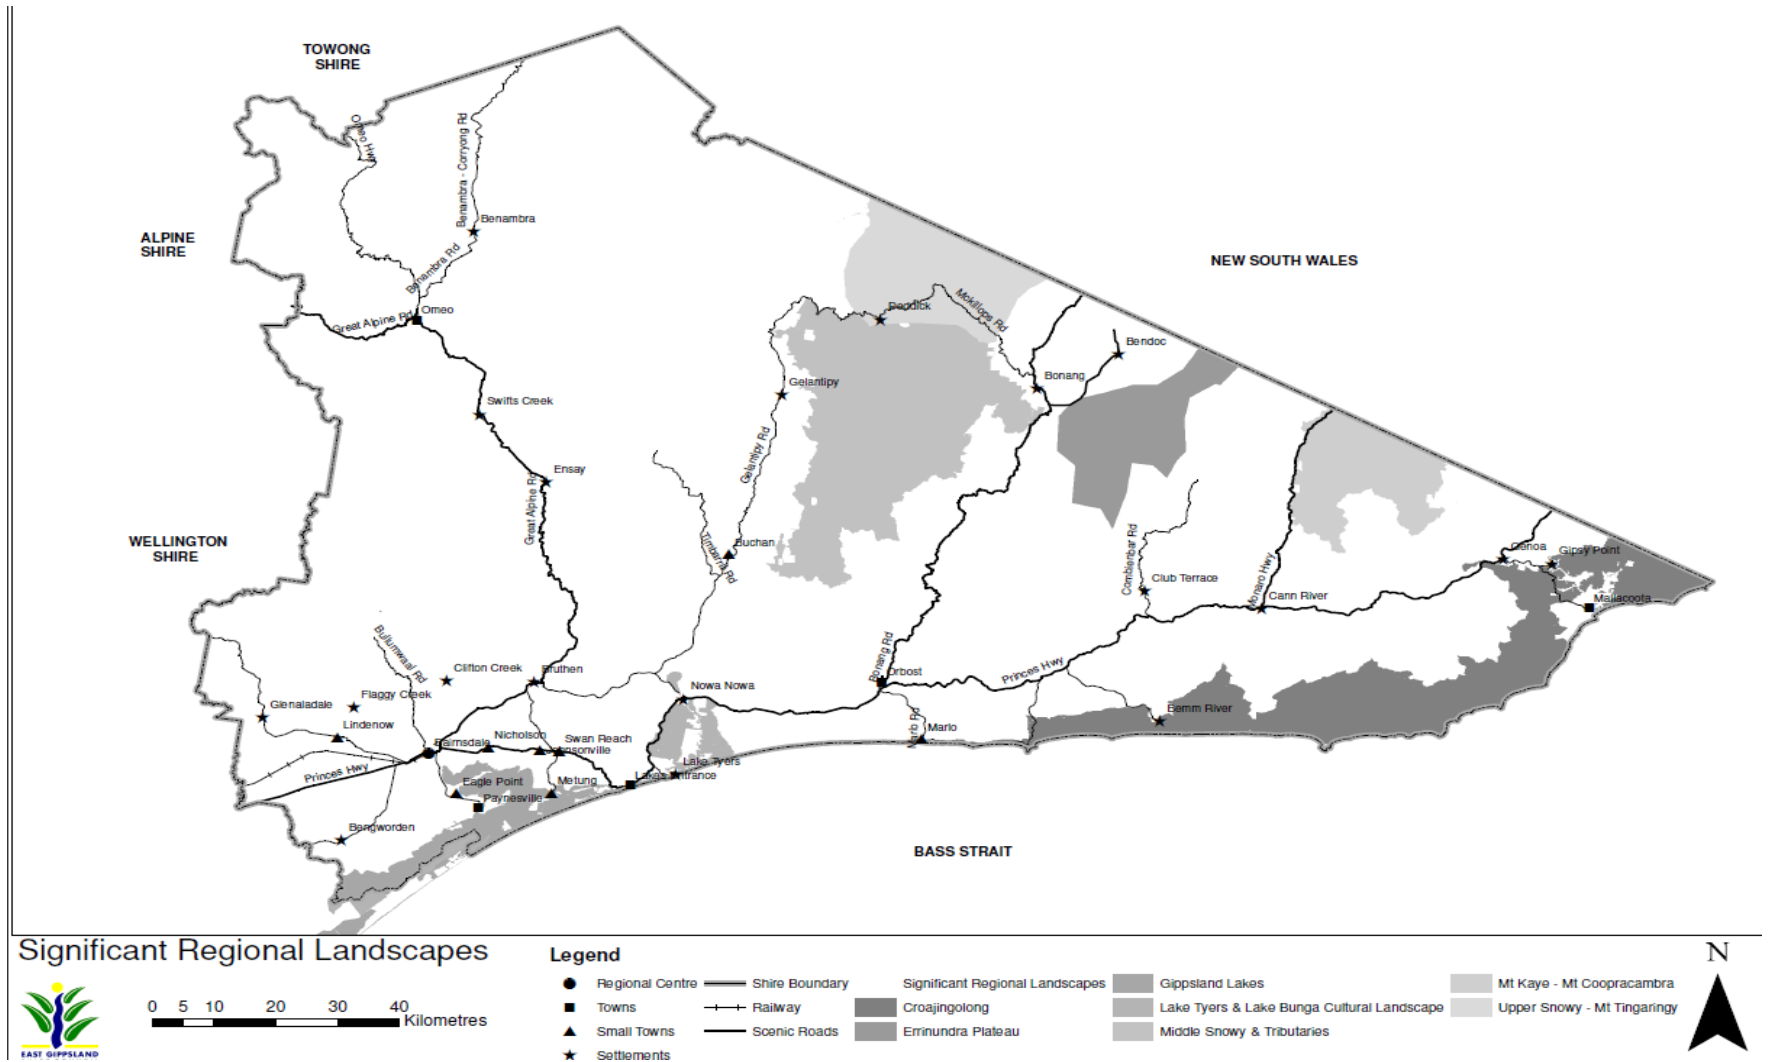 TOWONG
SHIRE
Omeo Hwy
Benambra - Corryong Rd
Benambra
ALPINE
SHIRE
Benambra Rd
NEW SOUTH WALES
Great Alpine Rd
Omeo
Reddick
Mckillops Rd
Bendoc
Bonang
Gelantipy
Swifts Creek
Gelantipy Rd
Ensay
Great Alpine Rd
WELLINGTON
SHIRE
Timbarra Rd
Buchan
Combienbar Rd
Club Terrace
Monaro Hwy
Cann River
Genoa
Gipsy Point
Mallacoota
Bullumwaal Rd
Clifton Creek
Bruthen
Bonang Rd
Orbost
Princes Hwy
Nowa Nowa
Flaggy Creek
Glenaladale
Lindenow
Bemm River
Marlo Rd
Marlo
Bairnsdale
Nicholson
Swan Reach
Johnsonville
Princes Hwy
Lake Tyers
Lakes Entrance
Eagle Point
Metung
Paynesville
Bengworden
BASS STRAIT
Significant Regional Landscapes
0 5 10 20 30 40
Kilometres
EAST GIPPSLAND
Legend
Regional Centre
Towns
Small Towns
Settlements
Shire Boundary
Railway
Scenic Roads
Significant Regional Landscapes
Croajingolong
Errinundra Plateau
Gippsland Lakes
Lake Tyers & Lake Bunga Cultural Landscape
Middle Snowy & Tributaries
Mt Kaye - Mt Coopracambra
Upper Snowy - Mt Tingaringy
N